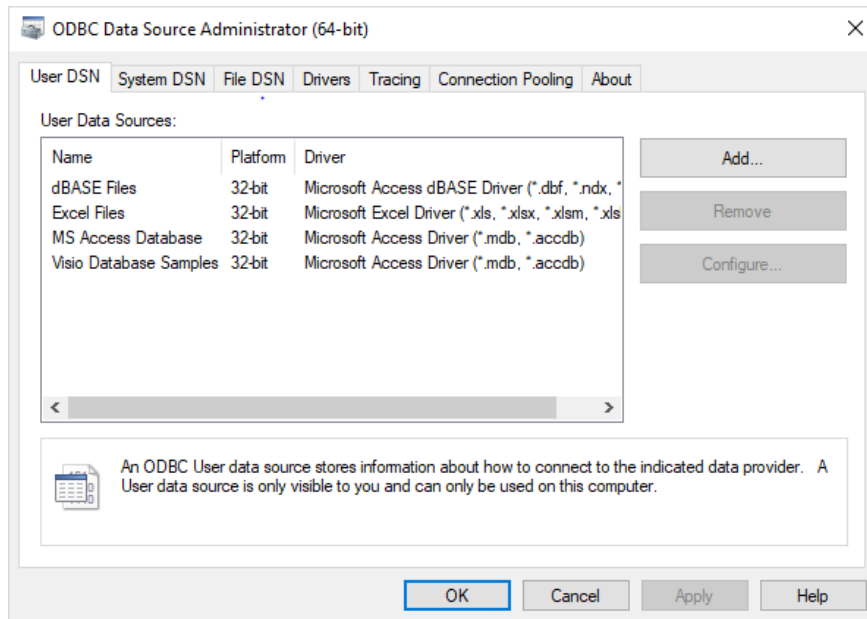 ODBC Data Source Administrator (64-bit)
User DSN System DSN File DSN Drivers Tracing Connection Pooling About
User Data Sources:
Name Platform Driver
dBASE Files 32-bit Microsoft Access dBASE Driver (*.dbf, *.ndx, *
Excel Files 32-bit Microsoft Excel Driver (*.xls, *.xlsx, *.xlsm, *.xls
MS Access Database 32-bit Microsoft Access Driver (*.mdb, *.accdb)
Visio Database Samples 32-bit Microsoft Access Driver (*.mdb, *.accdb)
Add...
Remove
Configure...
An ODBC User data source stores information about how to connect to the indicated data provider. A
User data source is only visible to you and can only be used on this computer.
OK Cancel Apply Help